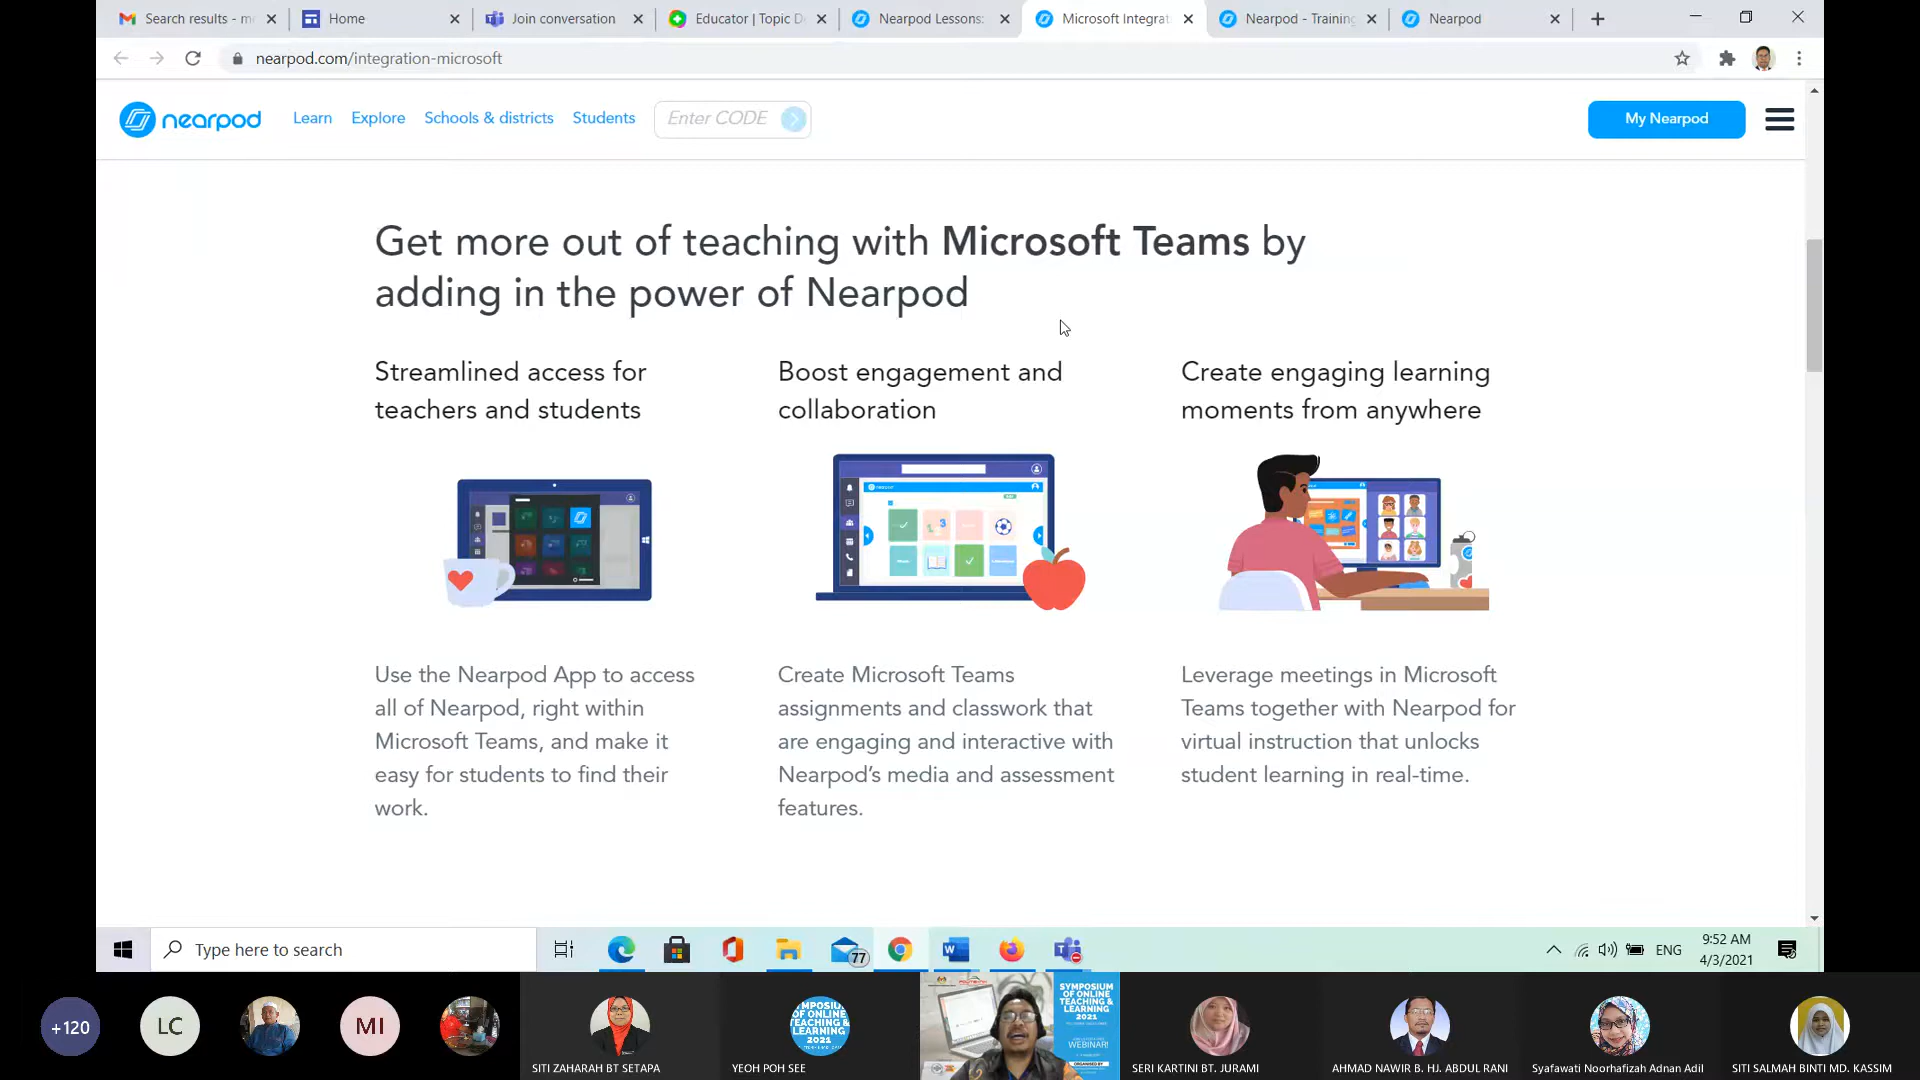 Search results - m
Home
Join conversation
Educator | Topic D
Nearpod Lessons:
Microsoft Integrat
Nearpod - Training
Nearpod
nearpod.com/integration-microsoft
nearpod
Learn
Explore
Schools & districts
Students
Enter CODE
My Nearpod
Get more out of teaching with Microsoft Teams by
adding in the power of Nearpod
Streamlined access for
teachers and students
Boost engagement and
collaboration
Create engaging learning
moments from anywhere
Use the Nearpod App to access
all of Nearpod, right within
Microsoft Teams, and make it
easy for students to find their
work.
Create Microsoft Teams
assignments and classwork that
are engaging and interactive with
Nearpod's media and assessment
features.
Leverage meetings in Microsoft
Teams together with Nearpod for
virtual instruction that unlocks
student learning in real-time.
Type here to search
77
ENG
9:52 AM
4/3/2021
+120
LC
MI
SITI ZAHARAH BT SETAPA
YEOH POH SEE
SYMPOSIUM
OF ONLINE
TEACHING &
LEARNING
2021
WEBINAR!
SERI KARTINI BT. JURAMI
AHMAD NAWIR B. HJ. ABDUL RANI
Syafawati Noorhafizah Adnan Adil
SITI SALMAH BINTI MD. KASSIM